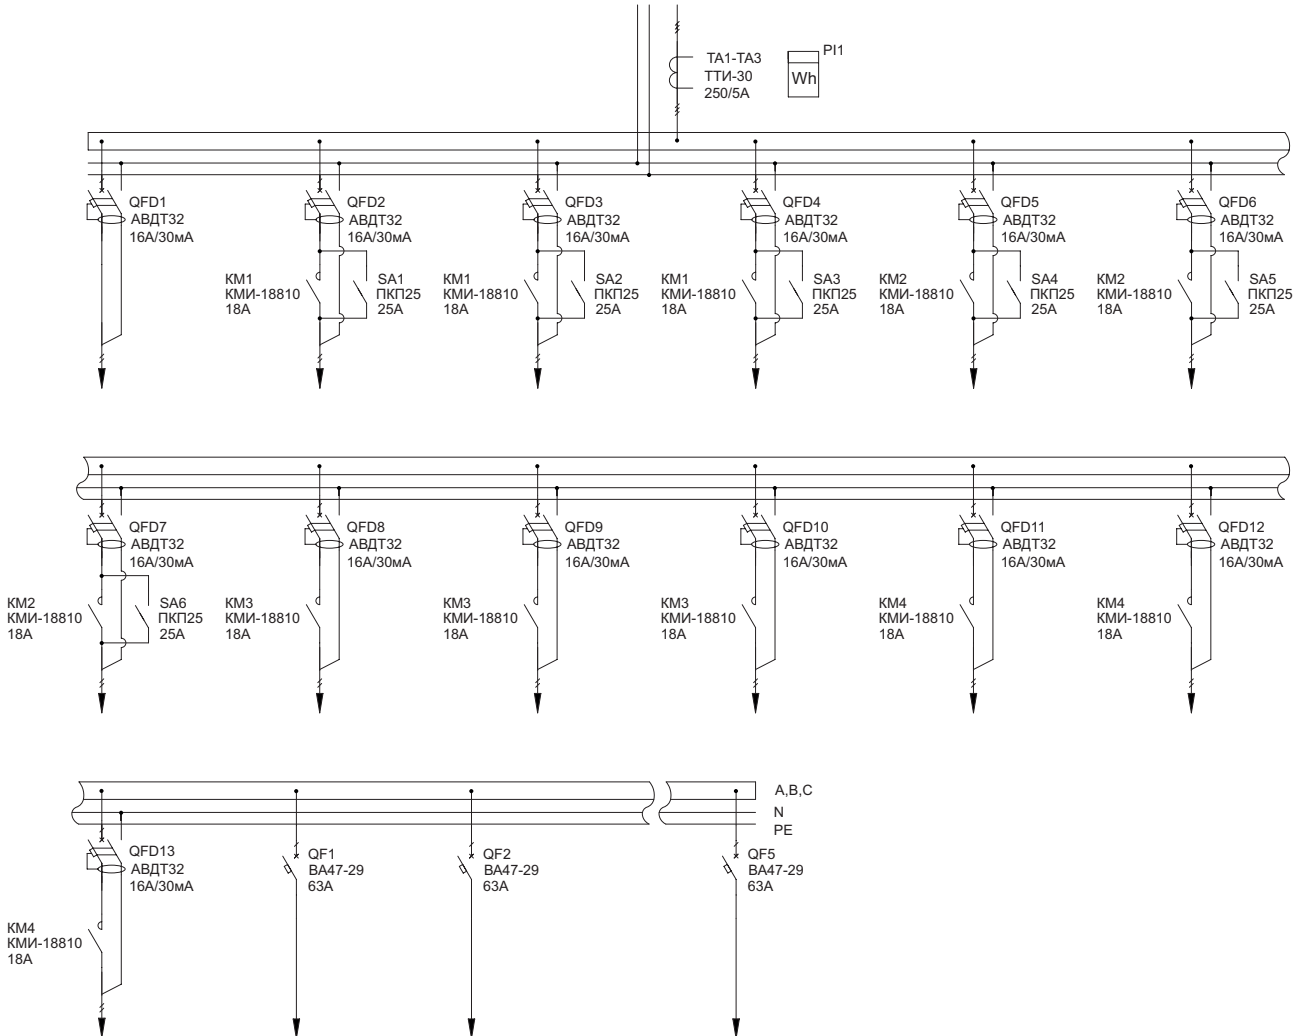 TA1-TA3
ТТИ-30
250/5А
PI1
Wh
QFD1
АВДТ32
16А/30мА
QFD2
АВДТ32
16А/30мА
QFD3
АВДТ32
16А/30мА
QFD4
АВДТ32
16А/30мА
QFD5
АВДТ32
16А/30мА
QFD6
АВДТ32
16А/30мА
КМ1
КМИ-18810
18А
SA1
ПКП25
25А
КМ1
КМИ-18810
18А
SA2
ПКП25
25А
КМ1
КМИ-18810
18А
SA3
ПКП25
25А
КМ2
КМИ-18810
18А
SA4
ПКП25
25А
КМ2
КМИ-18810
18А
SA5
ПКП25
25А
QFD7
АВДТ32
16А/30мА
QFD8
АВДТ32
16А/30мА
QFD9
АВДТ32
16А/30мА
QFD10
АВДТ32
16А/30мА
QFD11
АВДТ32
16А/30мА
QFD12
АВДТ32
16А/30мА
КМ2
КМИ-18810
18А
SA6
ПКП25
25А
КМ3
КМИ-18810
18А
КМ3
КМИ-18810
18А
КМ3
КМИ-18810
18А
КМ4
КМИ-18810
18А
КМ4
КМИ-18810
18А
A,B,C
N
PE
QFD13
АВДТ32
16А/30мА
QF1
ВА47-29
63А
QF2
ВА47-29
63А
QF5
ВА47-29
63А
КМ4
КМИ-18810
18А